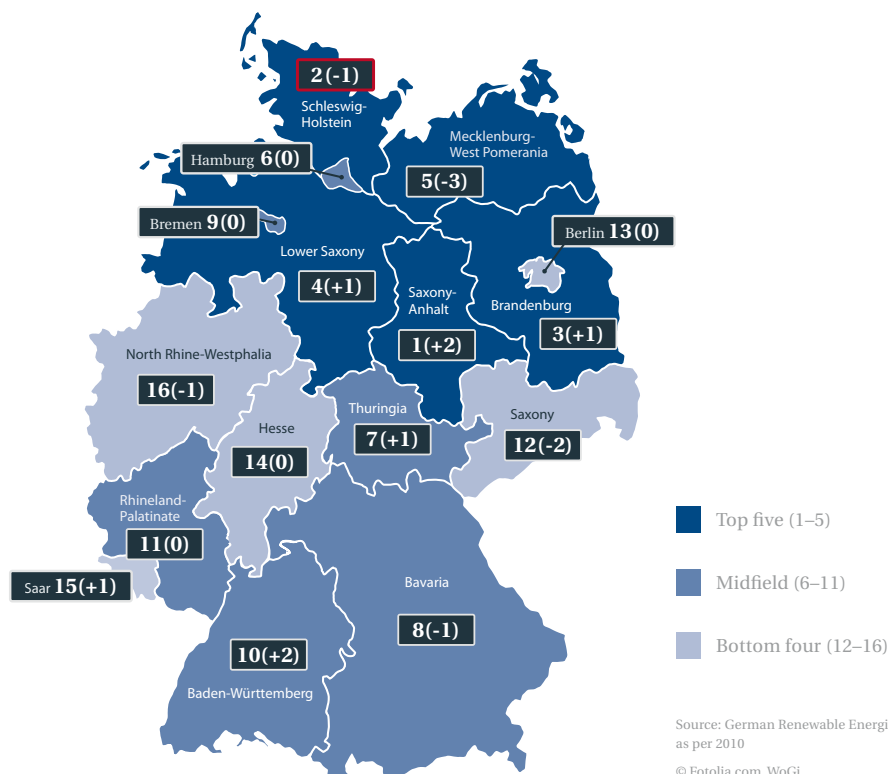 2(-1)
Schleswig-
Holstein
Mecklenburg-
West Pomerania
5(-3)
Hamburg 6(0)
Bremen 9(0)
Berlin 13(0)
Lower Saxony
4(+1)
Saxony-
Anhalt
1(+2)
Brandenburg
3(+1)
North Rhine-Westphalia
16(-1)
Hesse
14(0)
Thuringia
7(+1)
Saxony
12(-2)
Rhineland-
Palatinate
11(0)
Saar 15(+1)
Bavaria
8(-1)
10(+2)
Baden-Württemberg
Top five (1–5)
Midfield (6–11)
Bottom four (12–16)
Source: German Renewable Energi
as per 2010
© Fotolia.com, WoGi